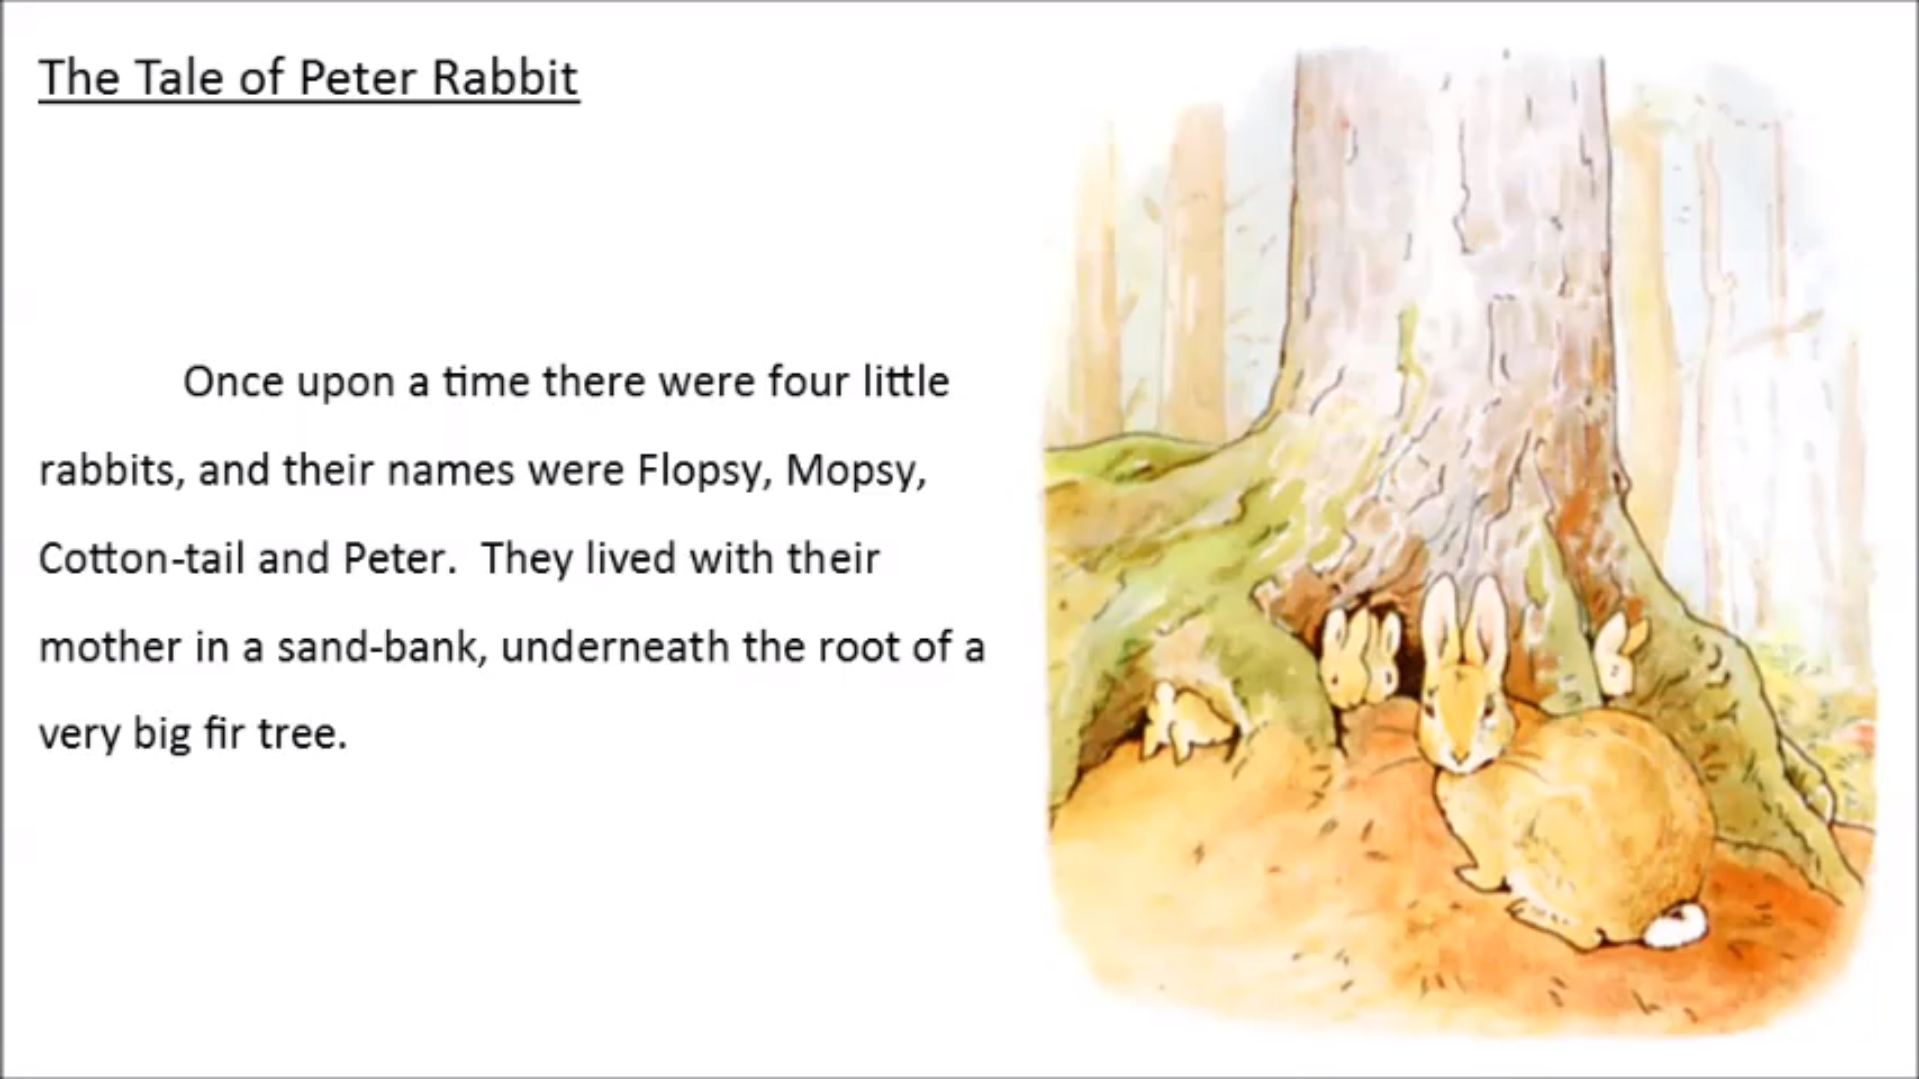 The Tale of Peter Rabbit
Once upon a time there were four little
rabbits, and their names were Flopsy, Mopsy,
Cotton-tail and Peter.  They lived with their
mother in a sand-bank, underneath the root of a
very big fir tree.